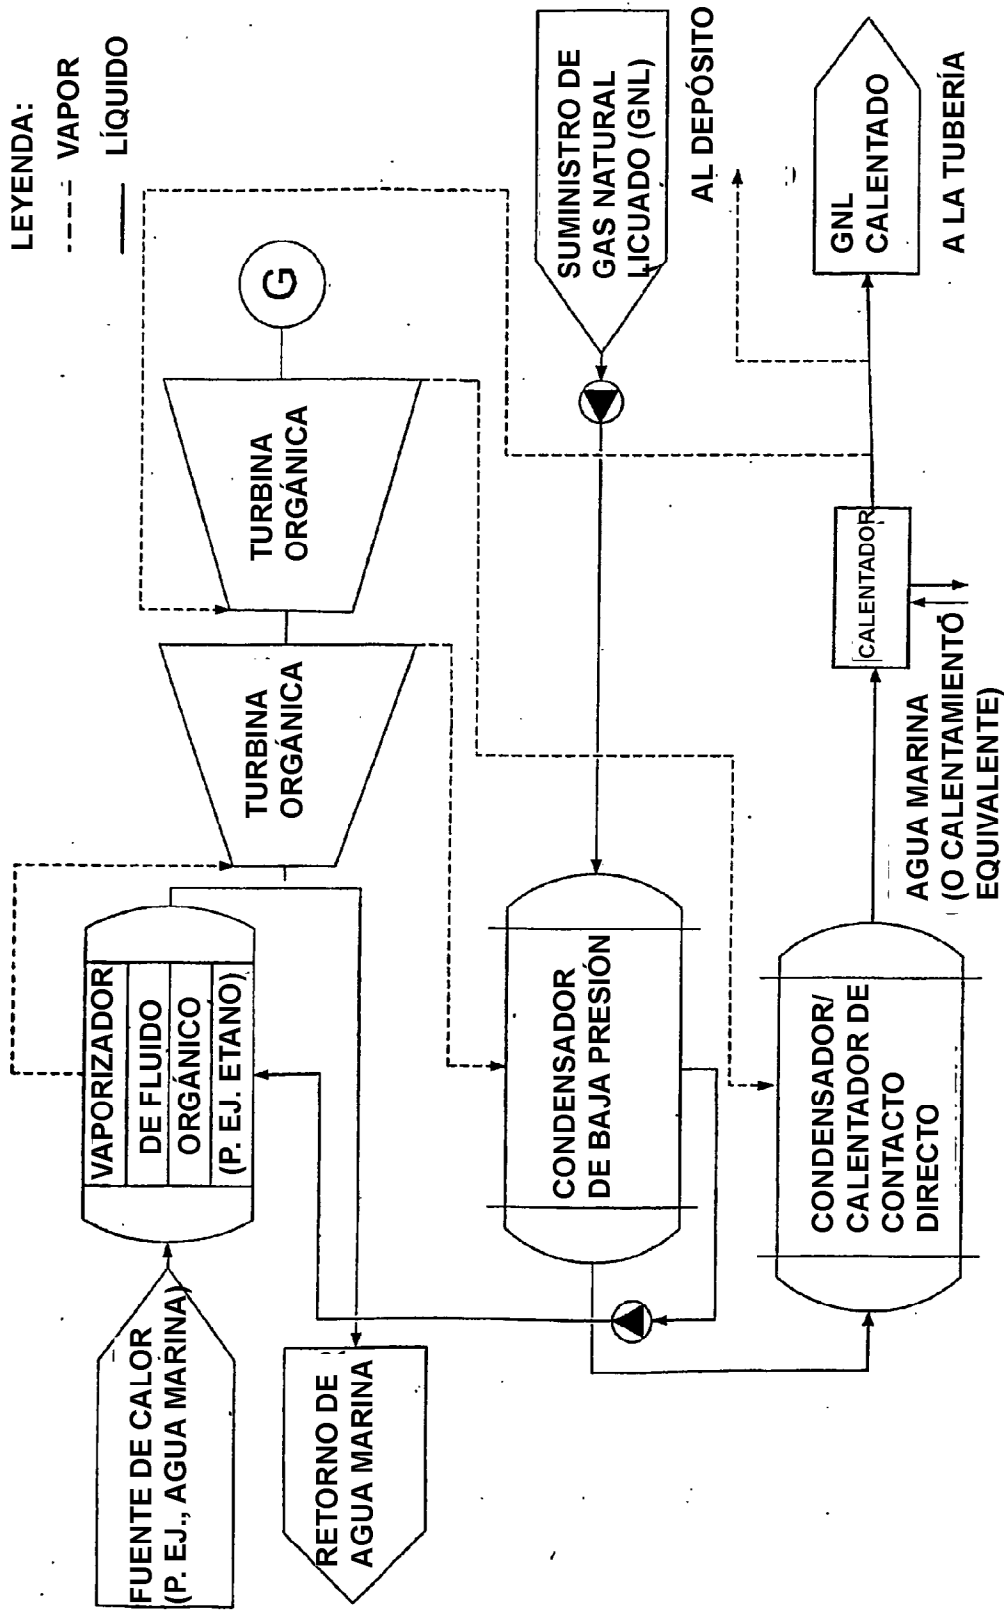 LEYENDA:
VAPOR
LÍQUIDO
FUENTE DE CALOR
(P. EJ., AGUA MARINA)
VAPORIZADOR
DE FLUIDO
ORGÁNICO
(P. EJ. ETANO)
TURBINA
ORGÁNICA
TURBINA
ORGÁNICA
G
RETORNO DE
AGUA MARINA
CONDENSADOR
DE BAJA PRESIÓN
SUMINISTRO DE
GAS NATURAL
LICUADO (GNL)
AL DEPÓSITO
CONDENSADOR/
CALENTADOR DE
CONTACTO
DIRECTO
CALENTADOR
AGUA MARINA
(O CALENTAMIENTO
EQUIVALENTE)
GNL
CALENTADO
A LA TUBERÍA